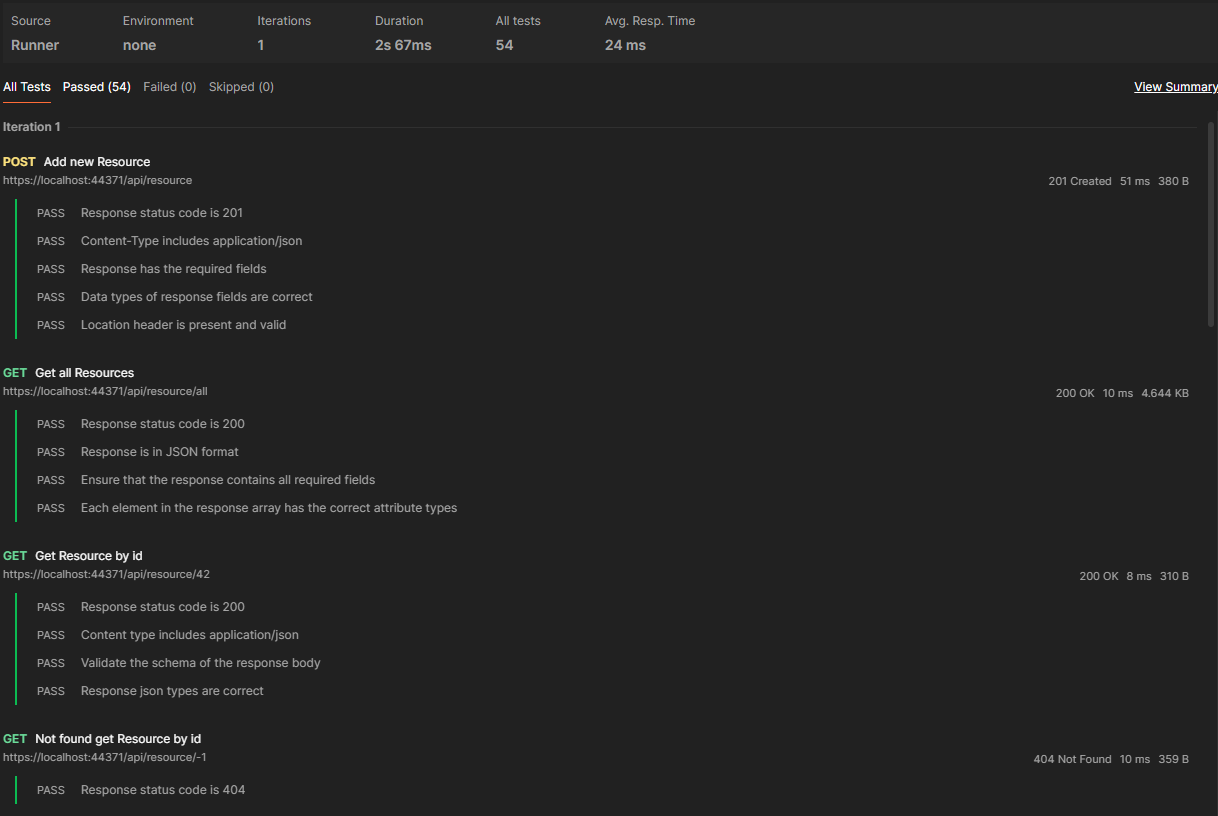 Source Environment Iterations Duration All tests Avg. Resp. Time
Runner none 1 2s 67ms 54 24 ms
All Tests Passed (54) Failed (0) Skipped (0) View Summary
Iteration 1
POST Add new Resource
https://localhost:44371/api/resource 201 Created 51 ms 380 B
PASS Response status code is 201
PASS Content-Type includes application/json
PASS Response has the required fields
PASS Data types of response fields are correct
PASS Location header is present and valid
GET Get all Resources
https://localhost:44371/api/resource/all 200 OK 10 ms 4.644 KB
PASS Response status code is 200
PASS Response is in JSON format
PASS Ensure that the response contains all required fields
PASS Each element in the response array has the correct attribute types
GET Get Resource by id
https://localhost:44371/api/resource/42 200 OK 8 ms 310 B
PASS Response status code is 200
PASS Content type includes application/json
PASS Validate the schema of the response body
PASS Response json types are correct
GET Not found get Resource by id
https://localhost:44371/api/resource/-1 404 Not Found 10 ms 359 B
PASS Response status code is 404